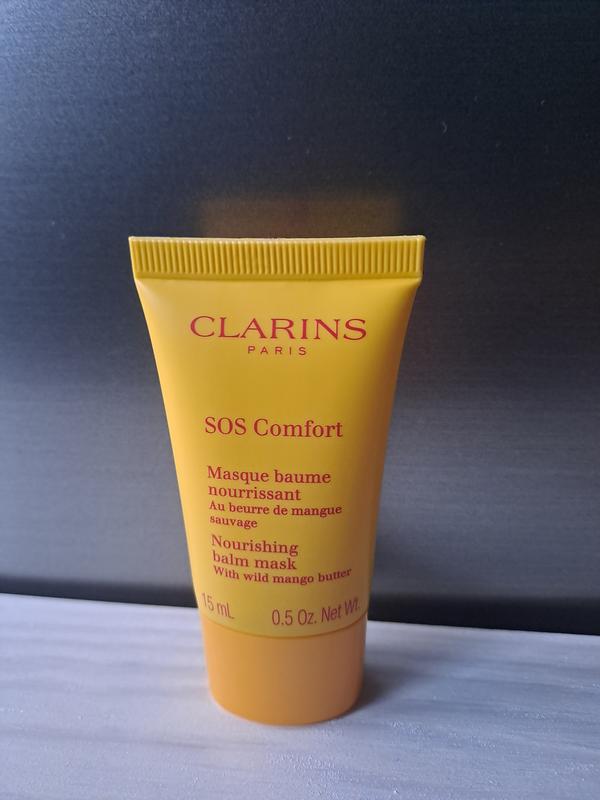 CLARINS
PARIS
SOS Comfort
Masque baume
nourrissant
Au beurre de mangue
sauvage
Nourishing
balm mask
With wild mango butter
15 mL 0.5 Oz. Net Wt.